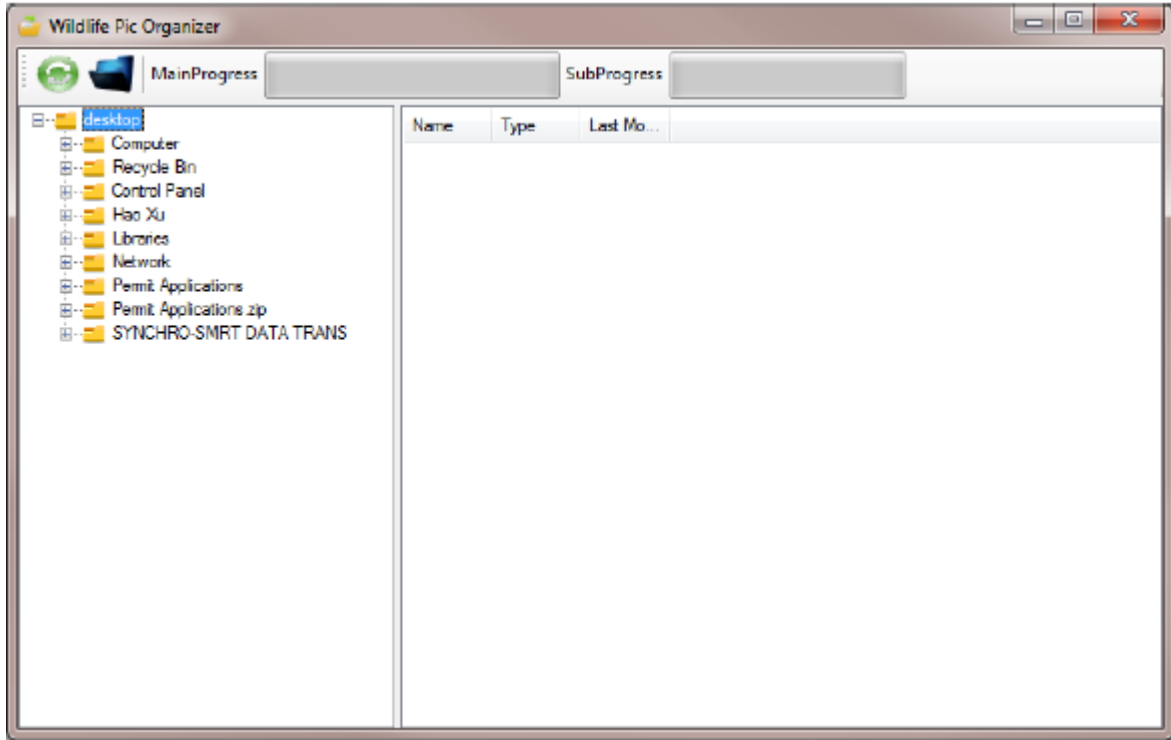 Wildlife Pic Organizer
MainProgress SubProgress
desktop
Computer
Recycle Bin
Control Panel
Hao Xu
Libraries
Network
Permit Applications
Permit Applications.zip
SYNCHRO-SMRT DATA TRANS
Name Type Last Mo...